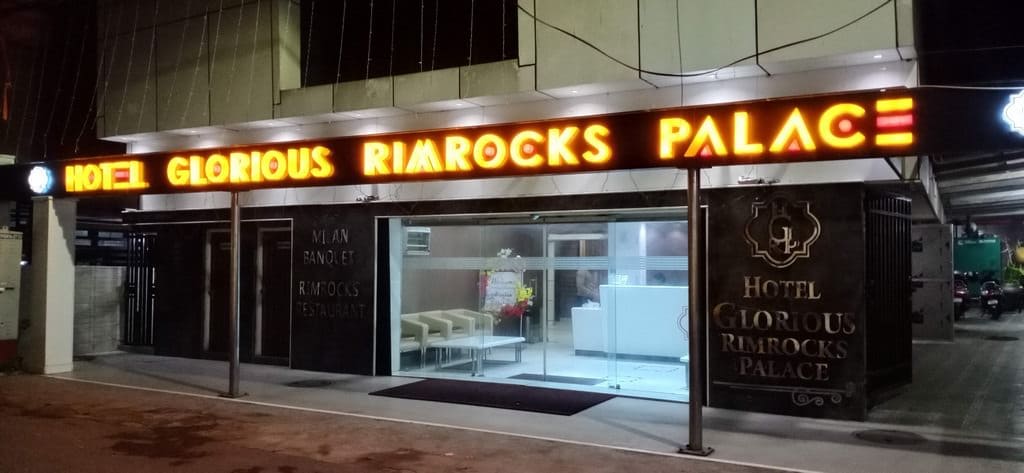 HOTEL GLORIOUS RIMROCKS PALACE
MILAN
BANQUET
RIMROCKS
RESTAURANT
HOTEL
GLORIOUS
RIMROCKS
PALACE